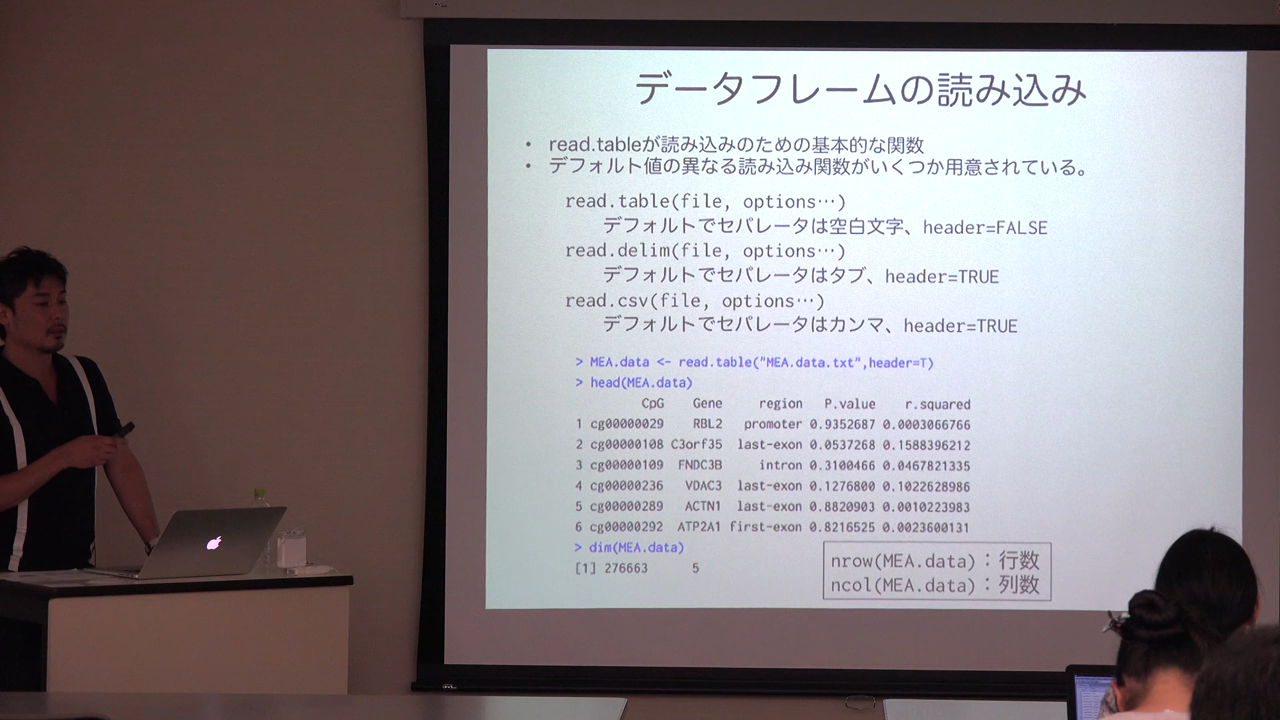 データフレームの読み込み
• read.tableが読み込みのための基本的な関数
• デフォルト値の異なる読み込み関数がいくつか用意されている。
read.table(file, options…)
デフォルトでセパレータは空白文字、header=FALSE
read.delim(file, options…)
デフォルトでセパレータはタブ、header=TRUE
read.csv(file, options…)
デフォルトでセパレータはカンマ、header=TRUE
> MEA.data <- read.table("MEA.data.txt",header=T)
> head(MEA.data)
CpG Gene region P.value r.squared
1 cg00000029 RBL2 promoter 0.9352687 0.0003066766
2 cg00000108 C3orf35 last-exon 0.0537268 0.1588396212
3 cg00000109 FNDC3B intron 0.3100466 0.0467821335
4 cg00000236 VDAC3 last-exon 0.1276800 0.1022628986
5 cg00000289 ACTN1 last-exon 0.8820903 0.0010223983
6 cg00000292 ATP2A1 first-exon 0.8216525 0.0023600131
> dim(MEA.data)
[1] 276663 5
nrow(MEA.data)：行数
ncol(MEA.data)：列数